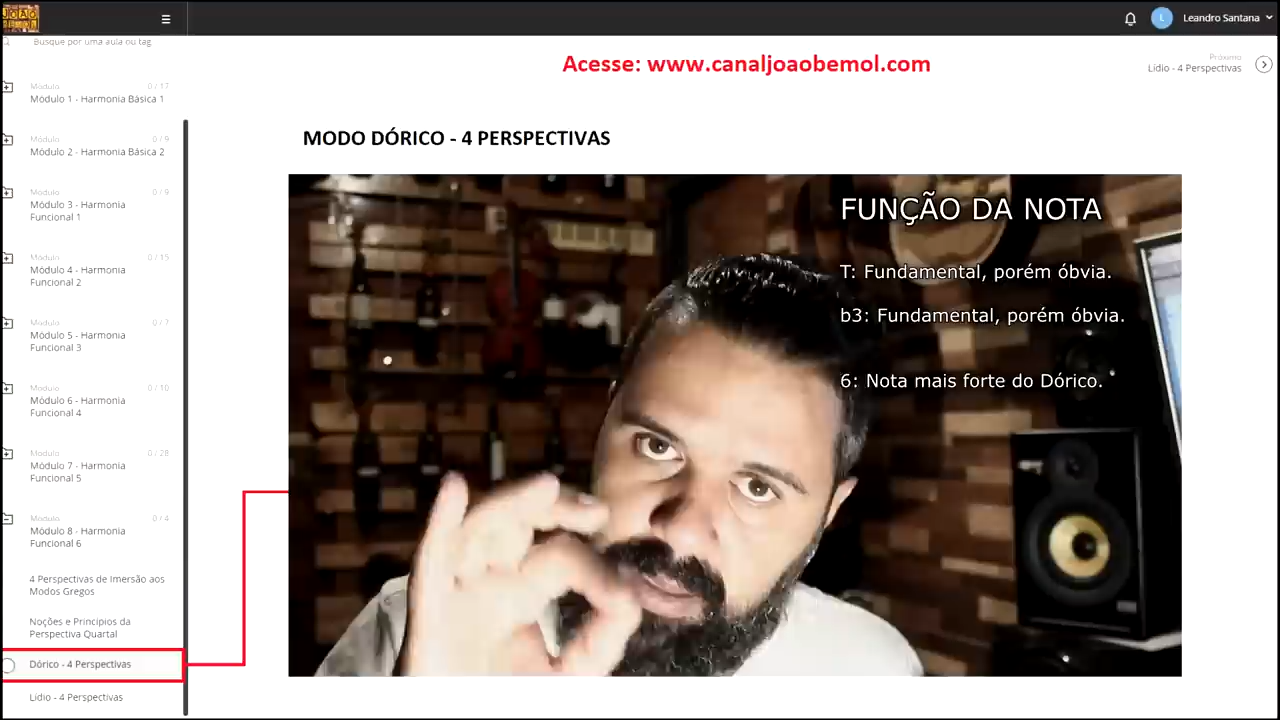 JOÃO
BEMOL
Leandro Santana
Busque por uma aula ou tag
Acesse: www.canaljoaobemol.com
Próximo
Lídio - 4 Perspectivas
Módulo 0 / 17
Módulo 1 - Harmonia Básica 1
Módulo 0 / 9
Módulo 2 - Harmonia Básica 2
Módulo 0 / 9
Módulo 3 - Harmonia
Funcional 1
Módulo 0 / 15
Módulo 4 - Harmonia
Funcional 2
Módulo 0 / 7
Módulo 5 - Harmonia
Funcional 3
Módulo 0 / 10
Módulo 6 - Harmonia
Funcional 4
Módulo 0 / 28
Módulo 7 - Harmonia
Funcional 5
Módulo 0 / 4
Módulo 8 - Harmonia
Funcional 6
4 Perspectivas de Imersão aos
Modos Gregos
Noções e Princípios da
Perspectiva Quartal
Dórico - 4 Perspectivas
Lídio - 4 Perspectivas
MODO DÓRICO - 4 PERSPECTIVAS
FUNÇÃO DA NOTA
T: Fundamental, porém óbvia.
b3: Fundamental, porém óbvia.
6: Nota mais forte do Dórico.